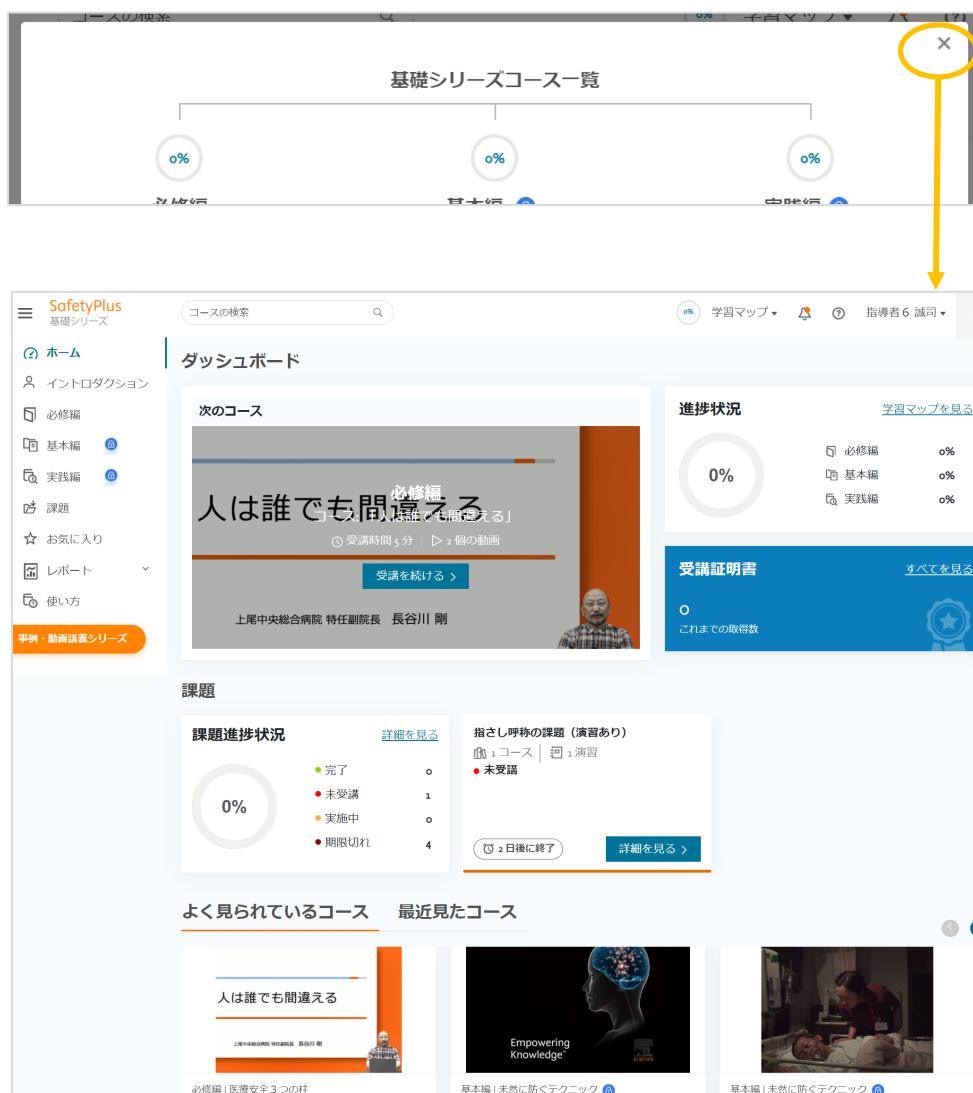 コースの検索
0%
学習マップ ▾
基礎シリーズコース一覧
0%
0%
0%
必修編
基本編
実践編
SafetyPlus
基礎シリーズ
コースの検索
0%
学習マップ ▾
指導者６ 誠司 ▾
ホーム
イントロダクション
必修編
基本編
実践編
課題
お気に入り
レポート
使い方
事例・動画講義シリーズ
ダッシュボード
次のコース
人は誰でも間違える
必修編
コース:「人は誰でも間違える」
受講時間 5 分 | ▷ 2 個の動画
受講を続ける >
上尾中央総合病院 特任副院長 長谷川 剛
進捗状況
学習マップを見る
0%
必修編 0%
基本編 0%
実践編 0%
受講証明書
すべてを見る
0
これまでの取得数
課題
課題進捗状況
詳細を見る
0%
完了 0
未受講 1
実施中 0
期限切れ 4
指さし呼称の課題（演習あり）
1 コース | 1 演習
未受講
2 日後に終了
詳細を見る >
よく見られているコース
最近見たコース
人は誰でも間違える
上尾中央総合病院 特任副院長 長谷川 剛
Empowering
Knowledge™
ELSEVIER
必修編 | 医療安全３つの柱
基本編 | 未然に防ぐテクニック
基本編 | 未然に防ぐテクニック